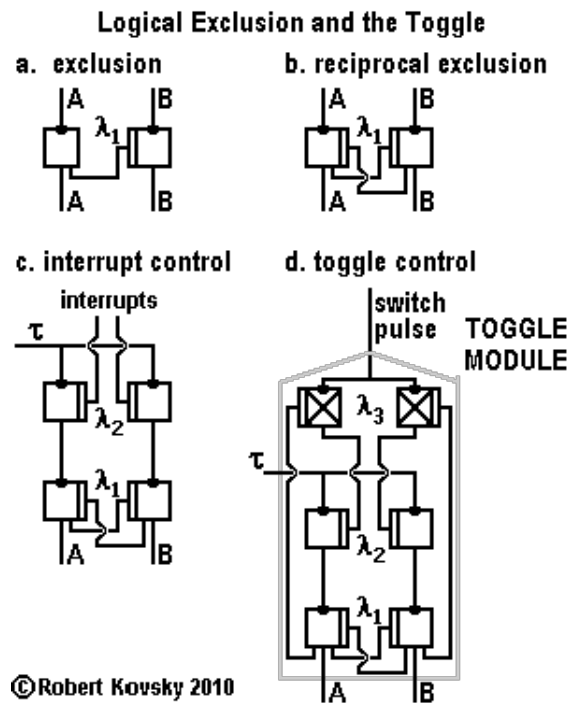 Logical Exclusion and the Toggle
a. exclusion
A B
λ1
A B
b. reciprocal exclusion
A B
λ1
A B
c. interrupt control
interrupts
τ
λ2
λ1
A B
d. toggle control
switch
pulse
TOGGLE
MODULE
λ3
τ
λ2
λ1
A B
©Robert Kovsky 2010